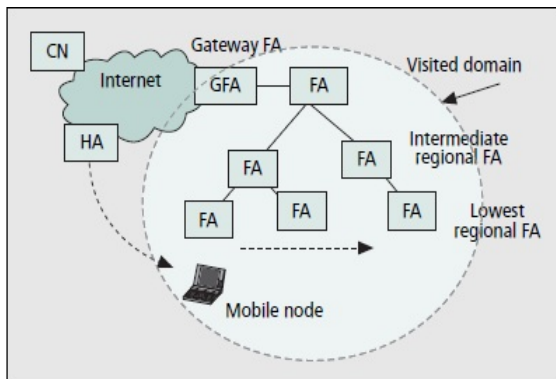 CN
Gateway FA
Internet
GFA
FA
Visited domain
HA
FA
FA
Intermediate
regional FA
FA
FA
FA
Lowest
regional FA
Mobile node